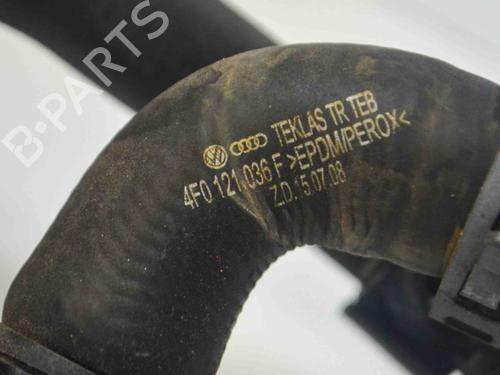 B-PARTS
TEKLAS TR TEB
4F0 121 036 F >EPDM/PEROX<
Z.D.15.07.08